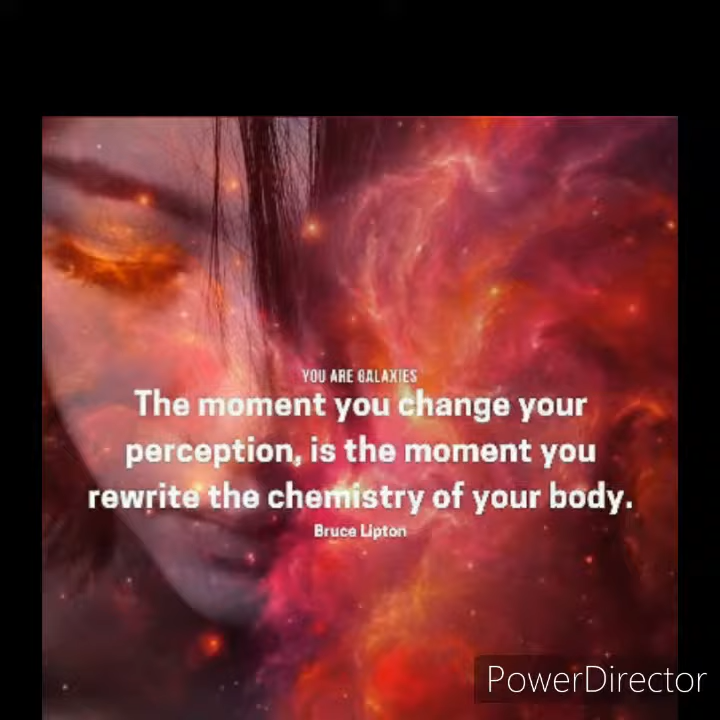 YOU ARE GALAXIES
The moment you change your
perception, is the moment you
rewrite the chemistry of your body.
Bruce Lipton
PowerDirector